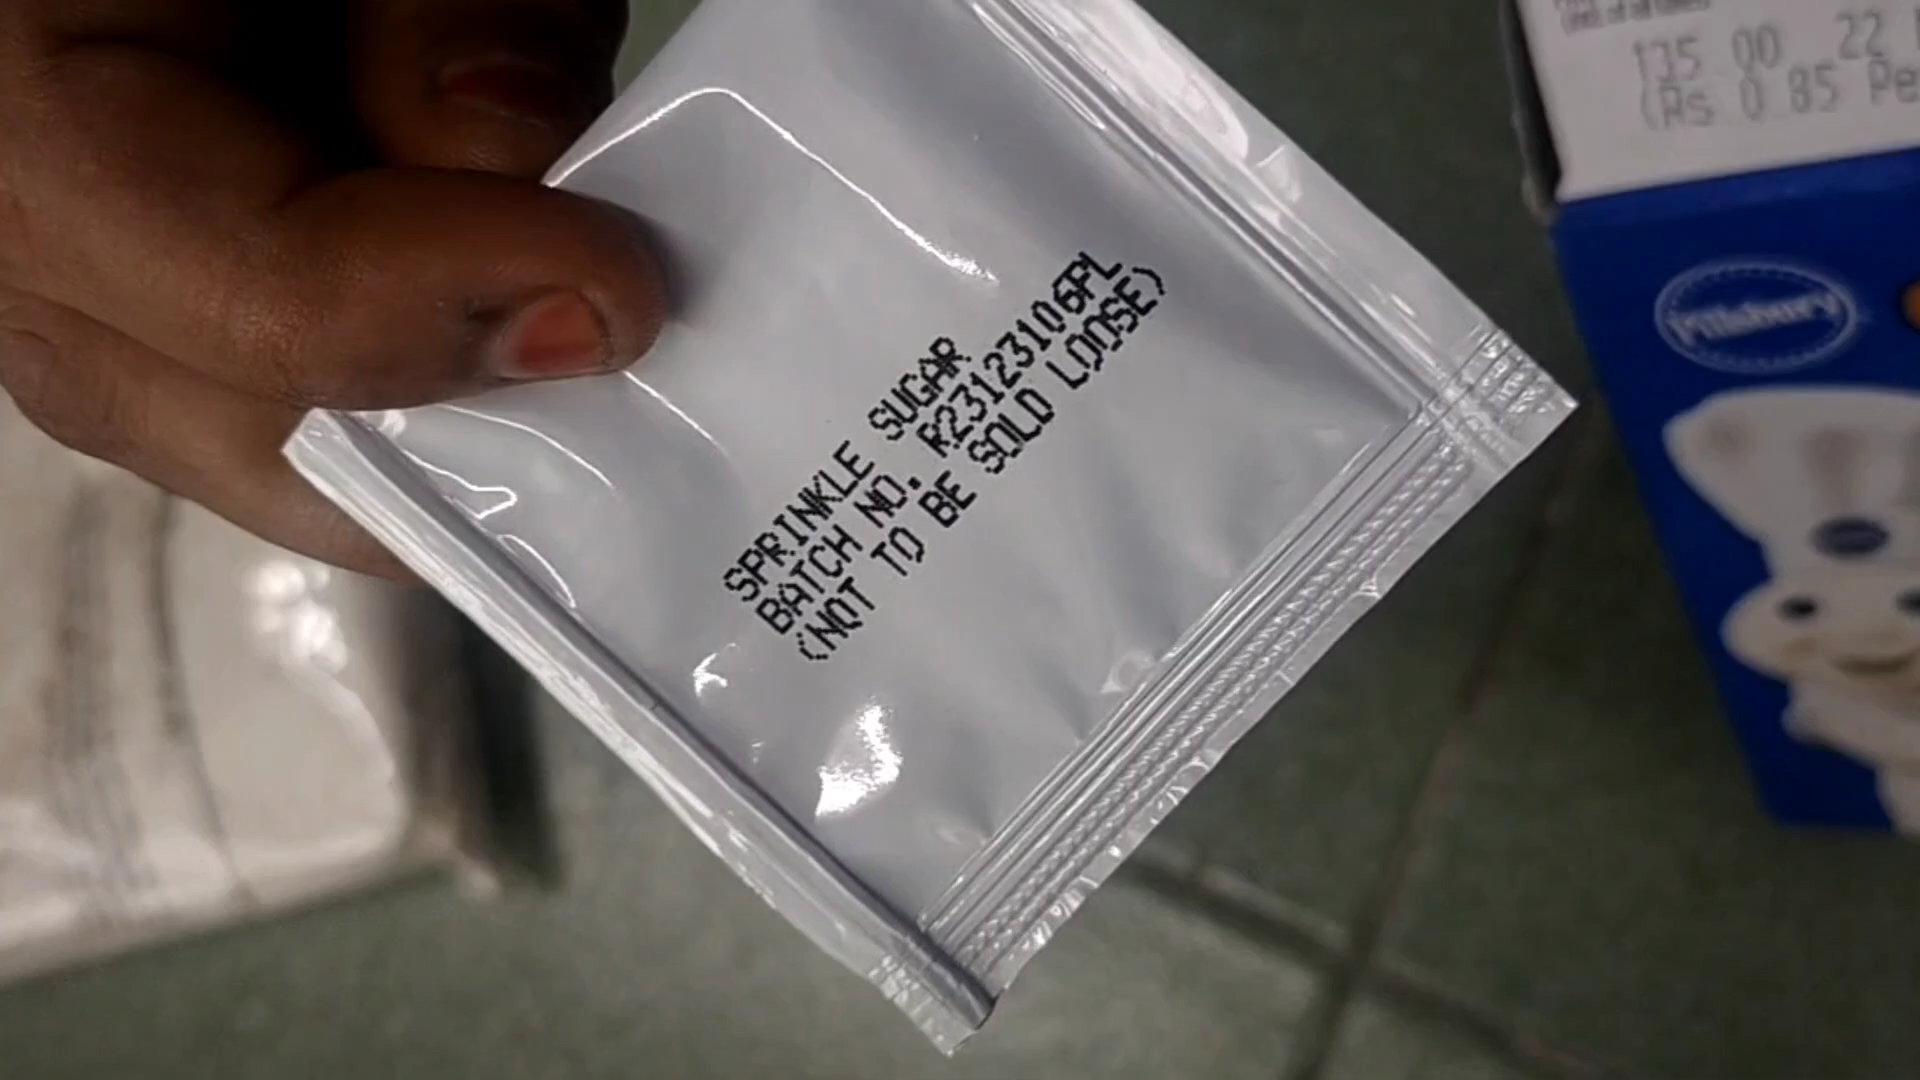 SPRINKLE SUGAR
BATCH NO. R23123106PL
(NOT TO BE SOLD LOOSE)
135 00 22
(Rs 0 85 Pe
Pillsbury